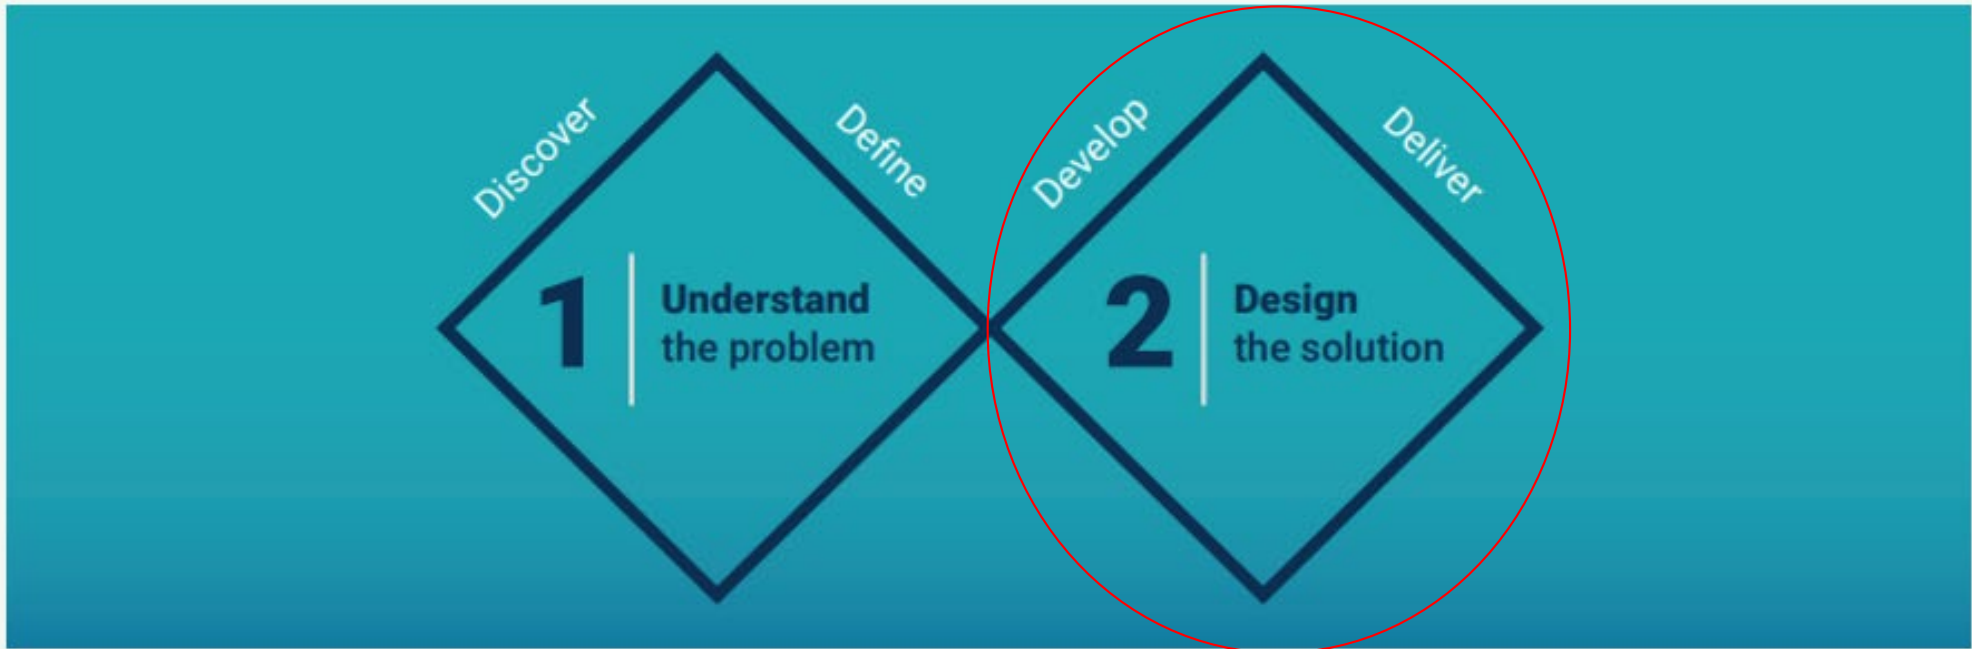 Discover
Define
Develop
Deliver
1
Understand
the problem
2
Design
the solution